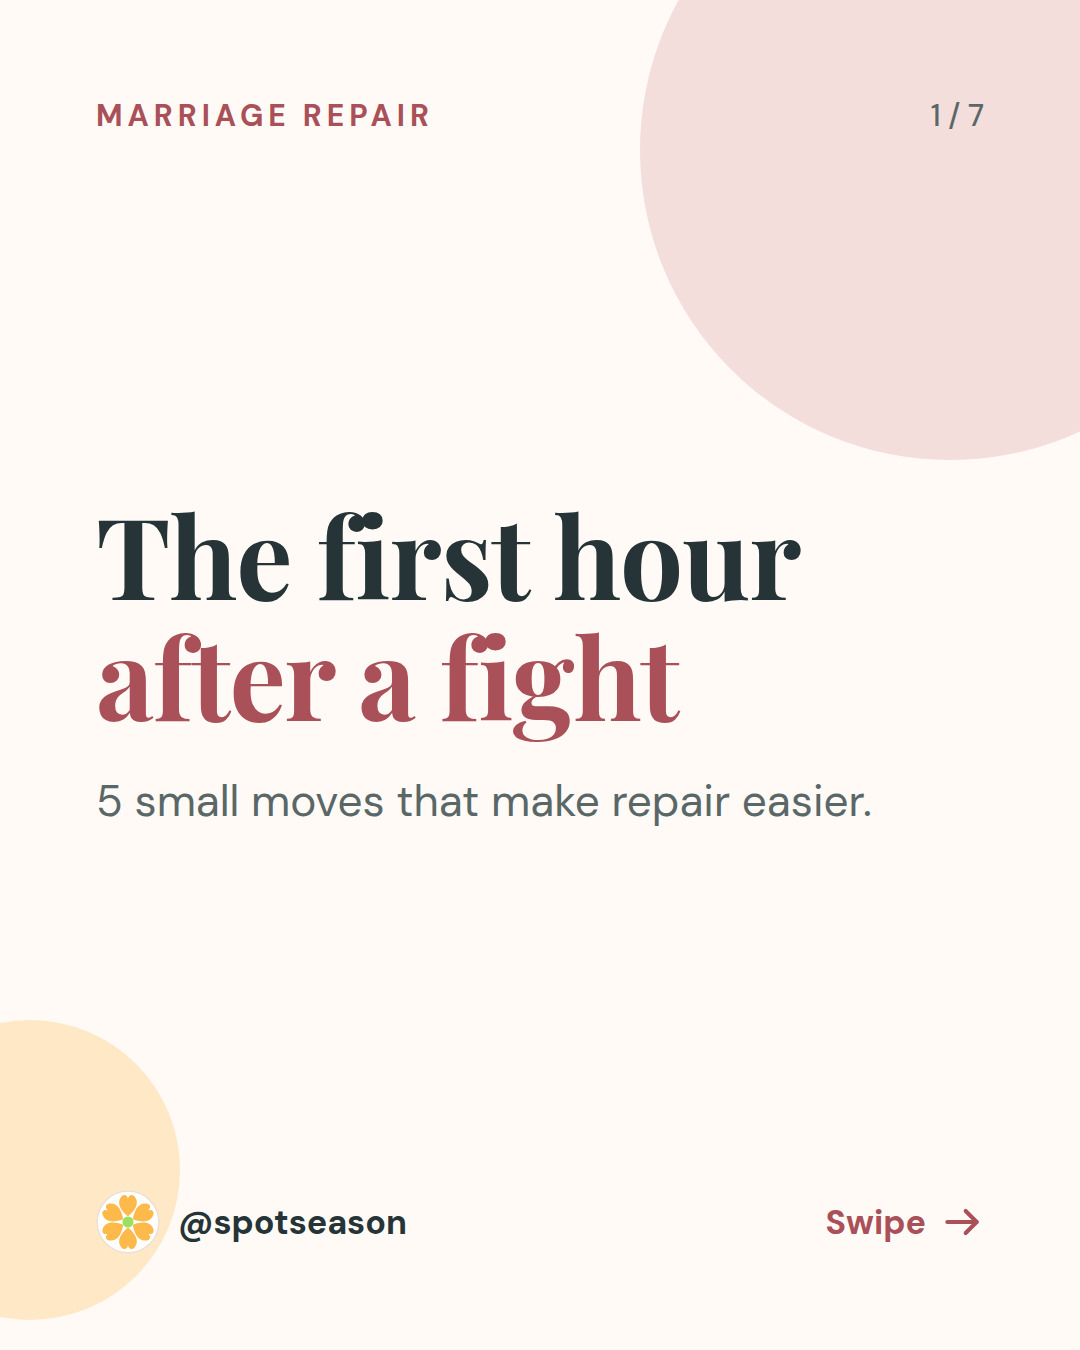 MARRIAGE REPAIR
1 / 7
The first hour
after a fight
5 small moves that make repair easier.
@spotseason
Swipe →